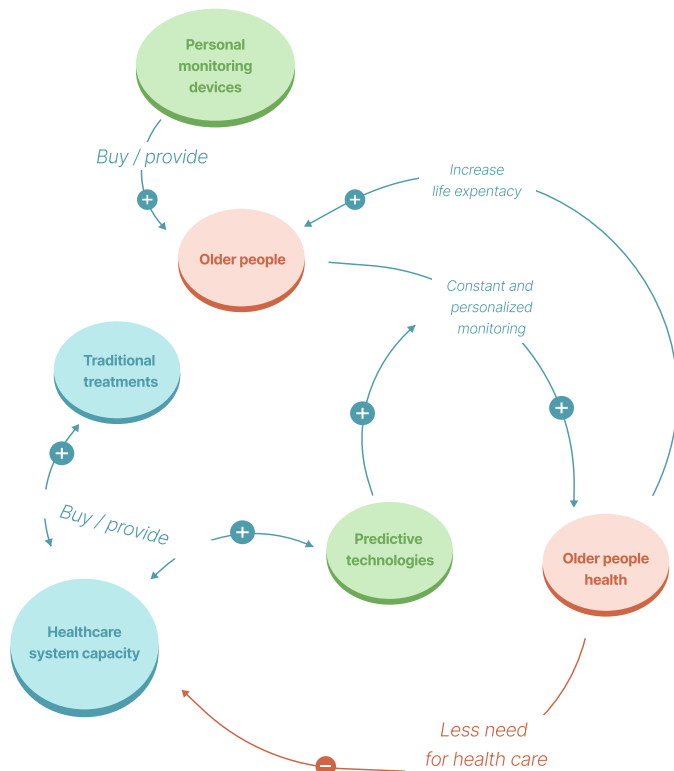 Personal
monitoring
devices
Buy / provide
Increase
life expentacy
Older people
Constant and
personalized
monitoring
Traditional
treatments
Buy / provide
Predictive
technologies
Older people
health
Healthcare
system capacity
Less need
for health care